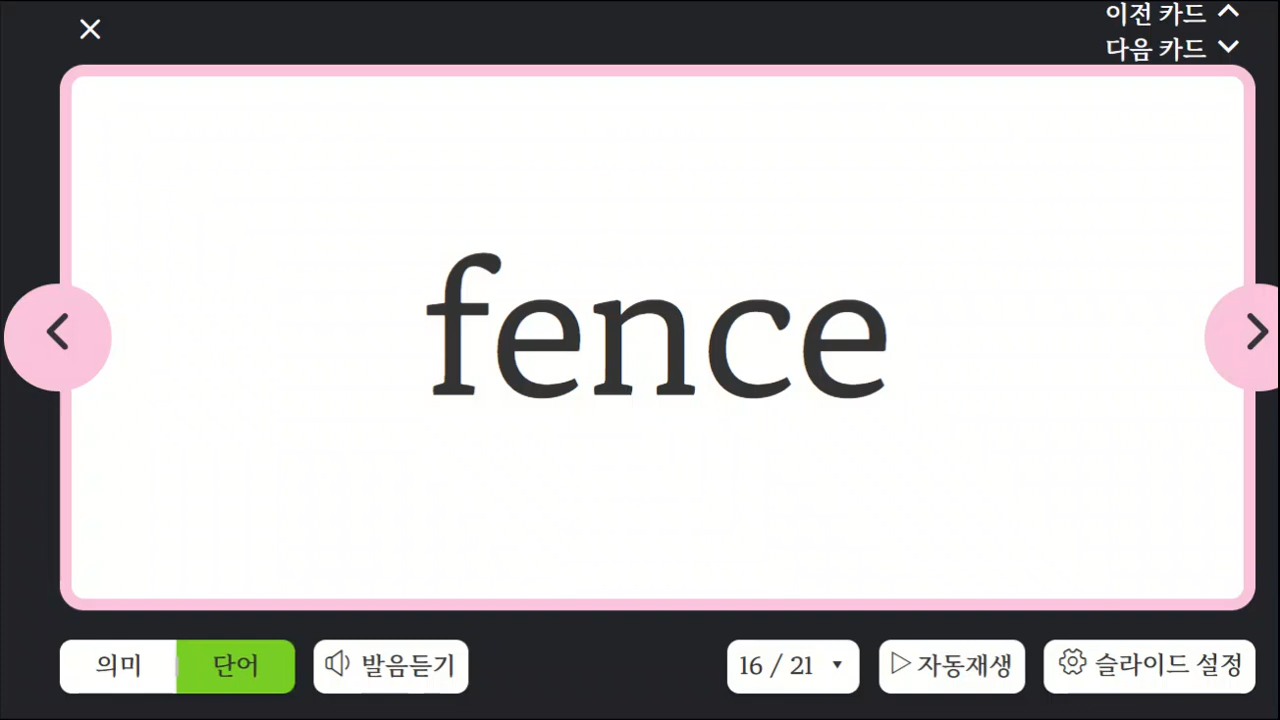 이전 카드
다음 카드
fence
의미 단어 발음듣기 16 / 21 자동재생 슬라이드 설정